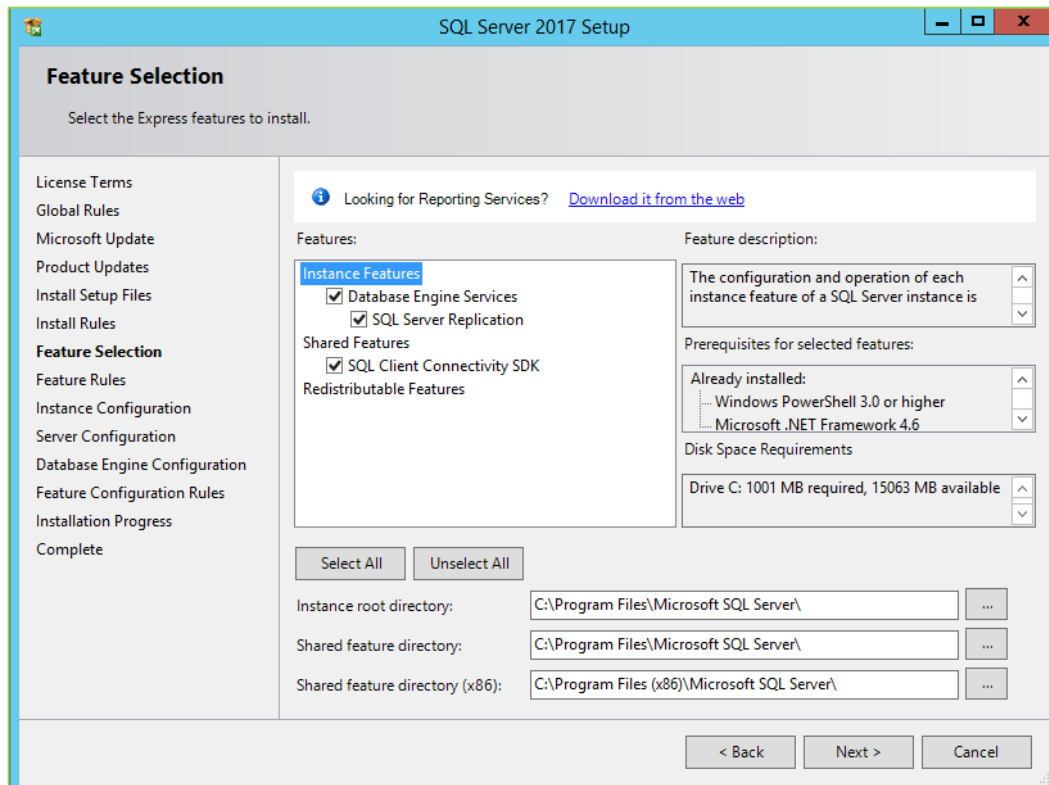 SQL Server 2017 Setup
Feature Selection
Select the Express features to install.
License Terms
Global Rules
Microsoft Update
Product Updates
Install Setup Files
Install Rules
Feature Selection
Feature Rules
Instance Configuration
Server Configuration
Database Engine Configuration
Feature Configuration Rules
Installation Progress
Complete
Looking for Reporting Services? Download it from the web
Features:
Instance Features
Database Engine Services
SQL Server Replication
Shared Features
SQL Client Connectivity SDK
Redistributable Features
Feature description:
The configuration and operation of each
instance feature of a SQL Server instance is
Prerequisites for selected features:
Already installed:
Windows PowerShell 3.0 or higher
Microsoft .NET Framework 4.6
Disk Space Requirements
Drive C: 1001 MB required, 15063 MB available
Select All
Unselect All
Instance root directory: C:\Program Files\Microsoft SQL Server\ ...
Shared feature directory: C:\Program Files\Microsoft SQL Server\ ...
Shared feature directory (x86): C:\Program Files (x86)\Microsoft SQL Server\ ...
< Back
Next >
Cancel